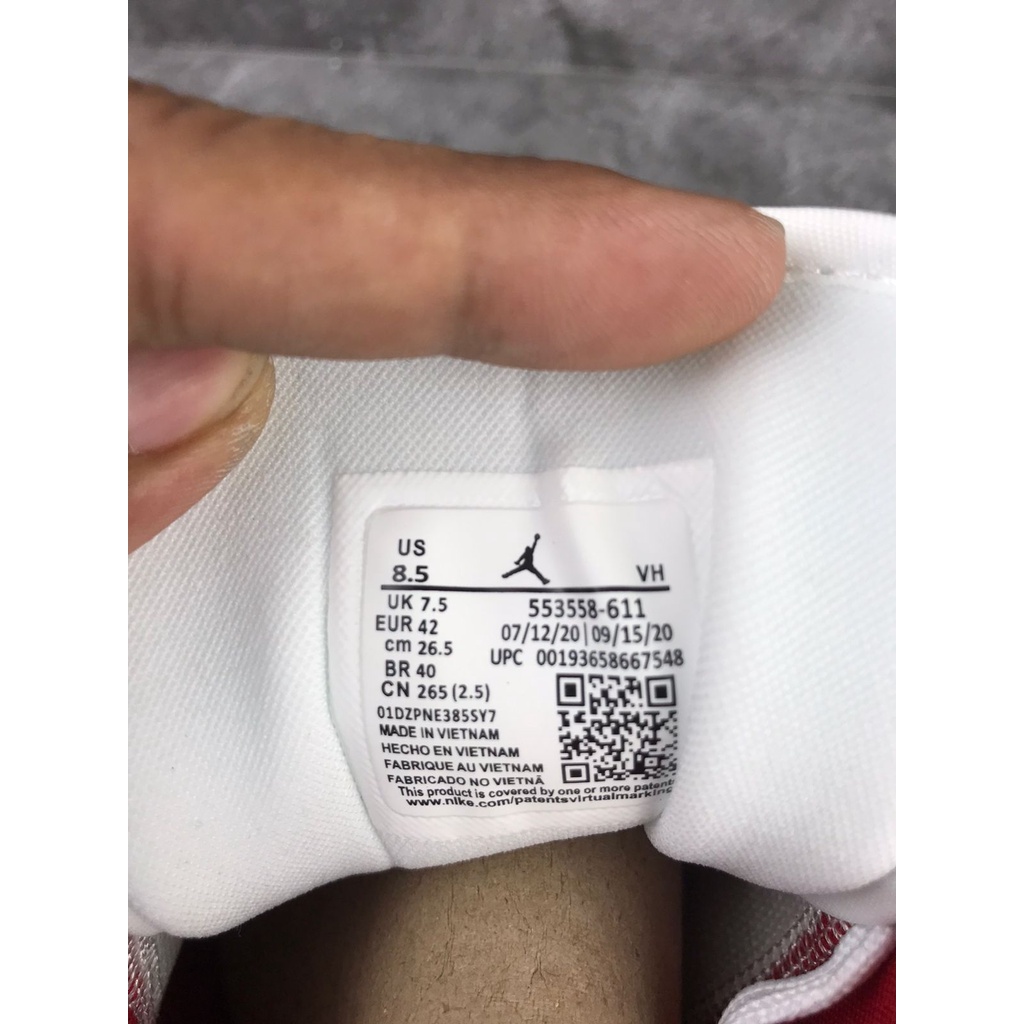 US
8.5
VH
UK 7.5
EUR 42
cm 26.5
BR 40
CN 265 (2.5)
553558-611
07/12/20|09/15/20
UPC 00193658667548
01DZPNE385SY7
MADE IN VIETNAM
HECHO EN VIETNAM
FABRIQUE AU VIETNAM
FABRICADO NO VIETNÃ
This product is covered by one or more patents
www.nike.com/patentsvirtualmarking